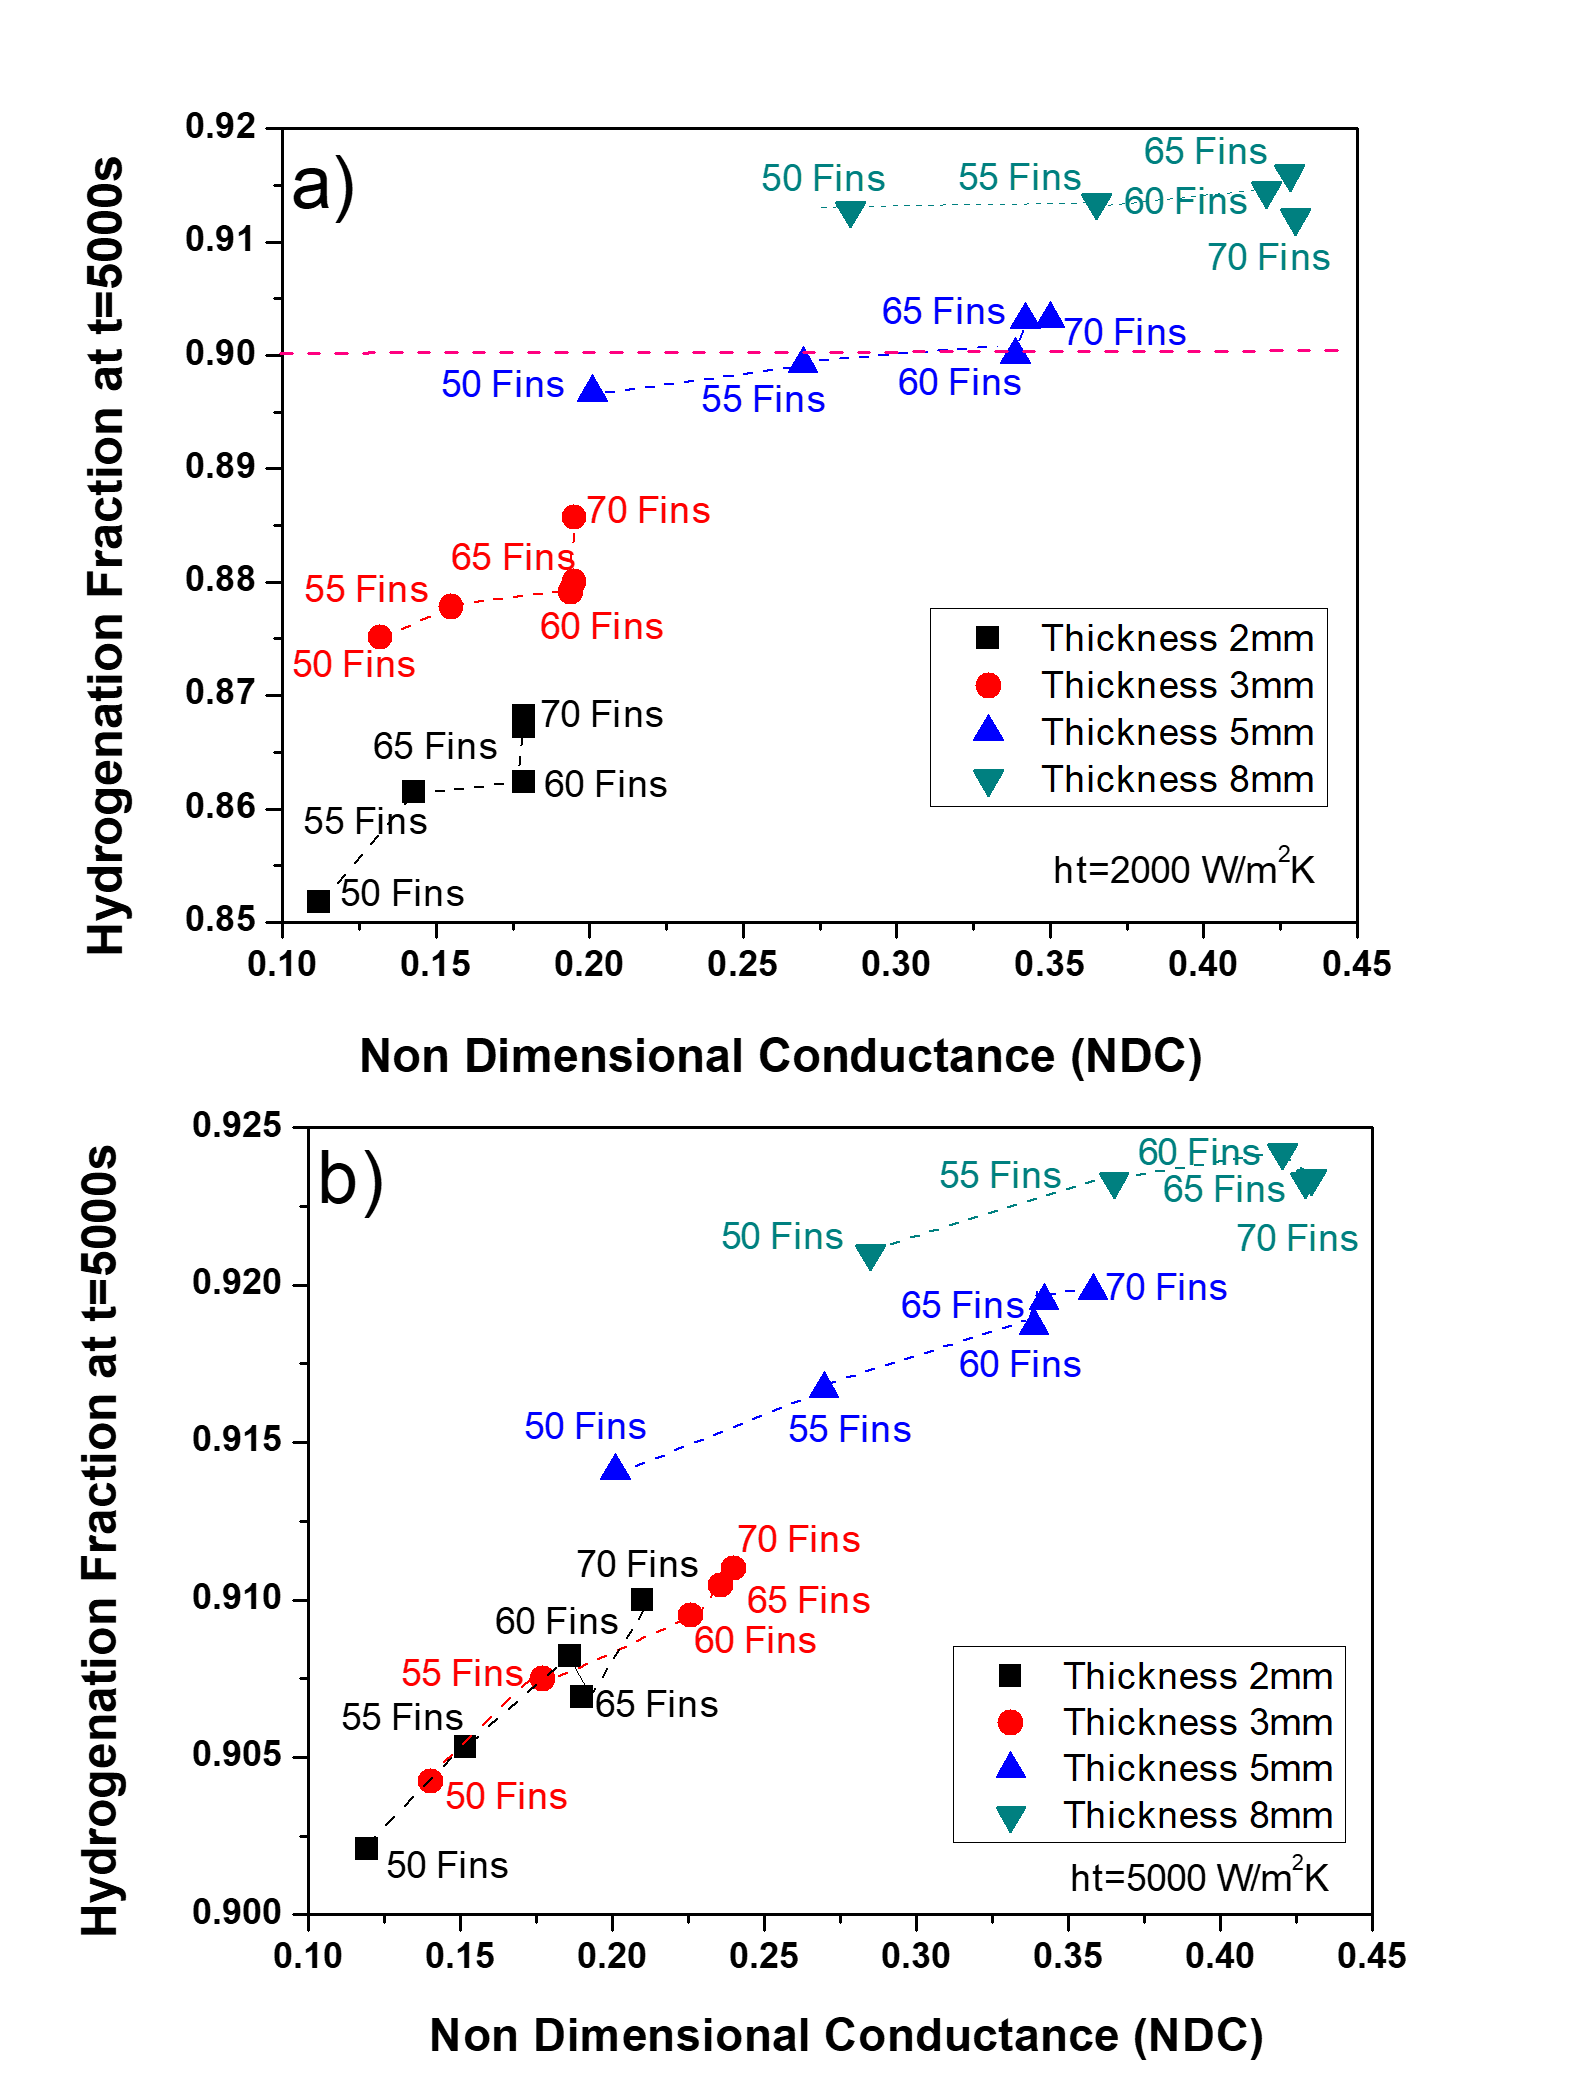 Hydrogenation Fraction at t=5000s
0.92
0.91
0.90
0.89
0.88
0.87
0.86
0.85
a)
50 Fins
55 Fins
65 Fins
60 Fins
70 Fins
65 Fins
70 Fins
50 Fins
55 Fins
60 Fins
70 Fins
65 Fins
55 Fins
60 Fins
50 Fins
70 Fins
65 Fins
60 Fins
55 Fins
50 Fins
Thickness 2mm
Thickness 3mm
Thickness 5mm
Thickness 8mm
ht=2000 W/m²K
0.10 0.15 0.20 0.25 0.30 0.35 0.40 0.45
Non Dimensional Conductance (NDC)
Hydrogenation Fraction at t=5000s
0.925
0.920
0.915
0.910
0.905
0.900
b)
60 Fins
55 Fins
65 Fins
50 Fins
70 Fins
70 Fins
65 Fins
60 Fins
50 Fins
55 Fins
70 Fins
70 Fins
65 Fins
60 Fins
60 Fins
55 Fins
65 Fins
55 Fins
50 Fins
50 Fins
Thickness 2mm
Thickness 3mm
Thickness 5mm
Thickness 8mm
ht=5000 W/m²K
0.10 0.15 0.20 0.25 0.30 0.35 0.40 0.45
Non Dimensional Conductance (NDC)